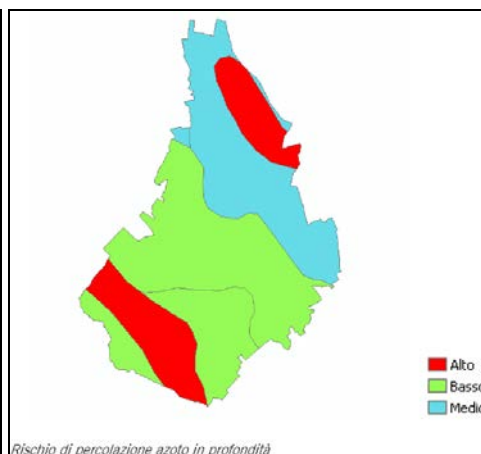 Alto
Basso
Medio
Rischio di percolazione azoto in profondità